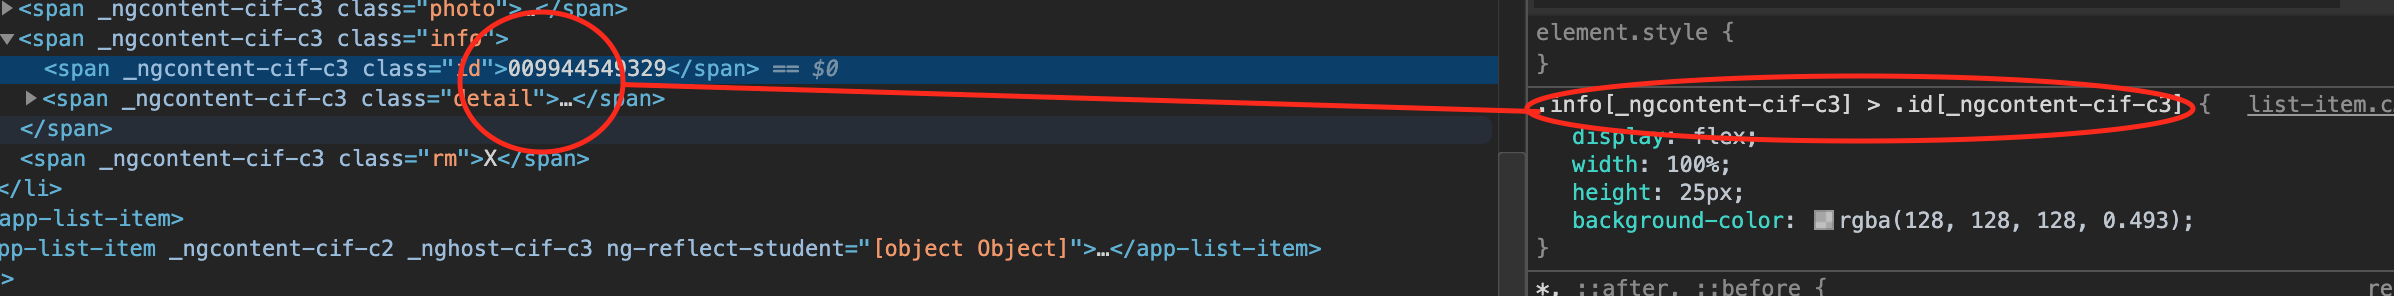 ▶<span _ngcontent-cif-c3 class="photo">…</span>
▼<span _ngcontent-cif-c3 class="info">
<span _ngcontent-cif-c3 class="id">009944549329</span> == $0
▶<span _ngcontent-cif-c3 class="detail">…</span>
</span>
<span _ngcontent-cif-c3 class="rm">X</span>
</li>
app-list-item>
pp-list-item _ngcontent-cif-c2 _nghost-cif-c3 ng-reflect-student="[object Object]">…</app-list-item>
>
element.style {
}
.info[_ngcontent-cif-c3] > .id[_ngcontent-cif-c3] { list-item.c
display: flex;
width: 100%;
height: 25px;
background-color: rgba(128, 128, 128, 0.493);
}
*, ::after, ::before { re